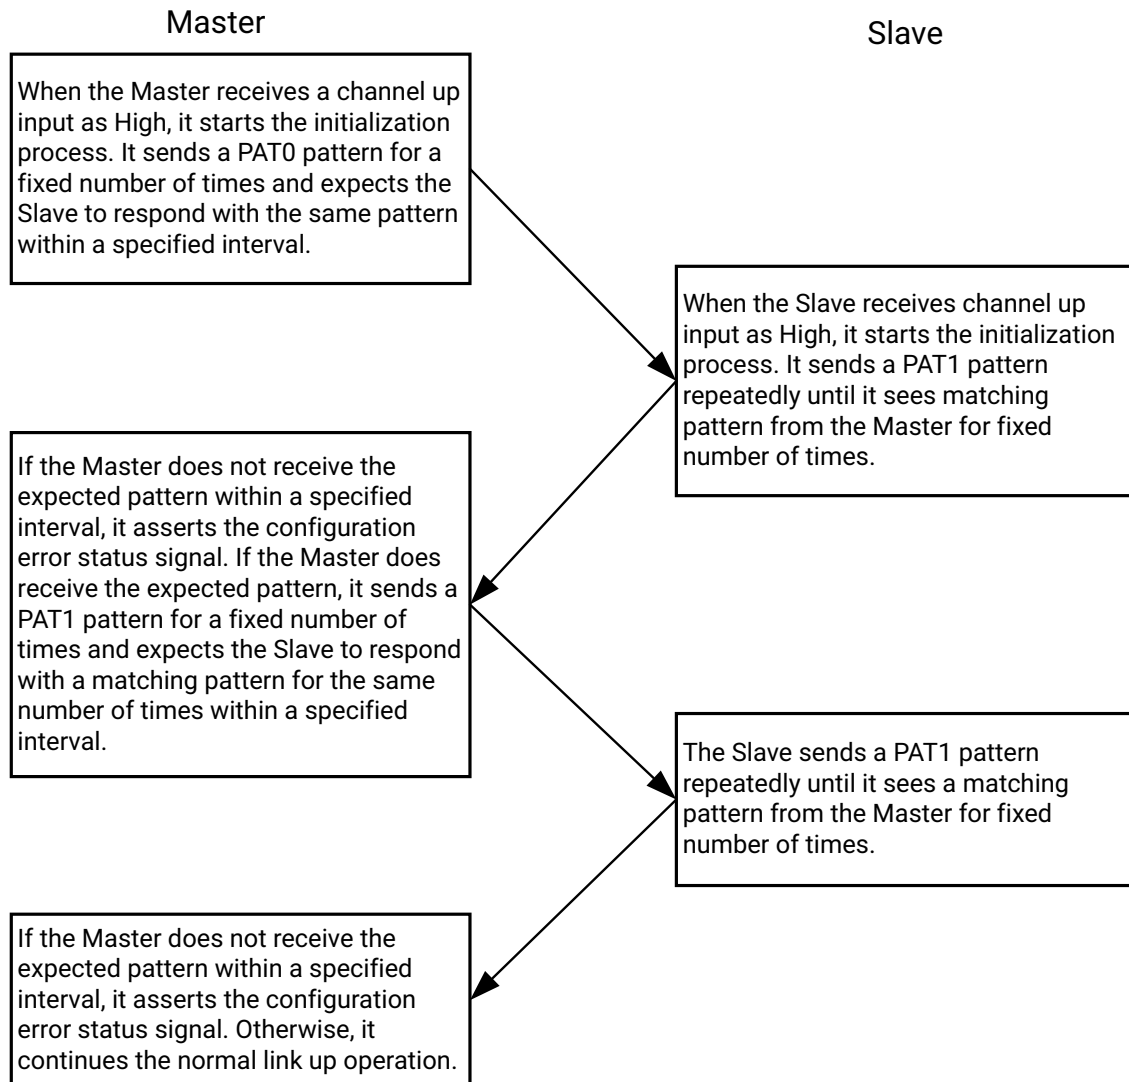 Master
Slave
When the Master receives a channel up
input as High, it starts the initialization
process. It sends a PAT0 pattern for a
fixed number of times and expects the
Slave to respond with the same pattern
within a specified interval.
When the Slave receives channel up
input as High, it starts the initialization
process. It sends a PAT1 pattern
repeatedly until it sees matching
pattern from the Master for fixed
number of times.
If the Master does not receive the
expected pattern within a specified
interval, it asserts the configuration
error status signal. If the Master does
receive the expected pattern, it sends a
PAT1 pattern for a fixed number of
times and expects the Slave to respond
with a matching pattern for the same
number of times within a specified
interval.
The Slave sends a PAT1 pattern
repeatedly until it sees a matching
pattern from the Master for fixed
number of times.
If the Master does not receive the
expected pattern within a specified
interval, it asserts the configuration
error status signal. Otherwise, it
continues the normal link up operation.